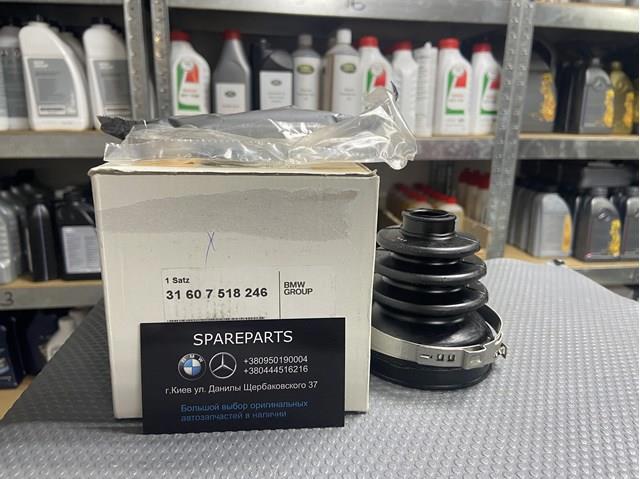 1 Satz
31 60 7 518 246
BMW
GROUP
SPAREPARTS
+380950190004
+380444516216
г.Киев ул. Данилы Щербаковского 37
Большой выбор оригинальных
автозапчастей в наличии